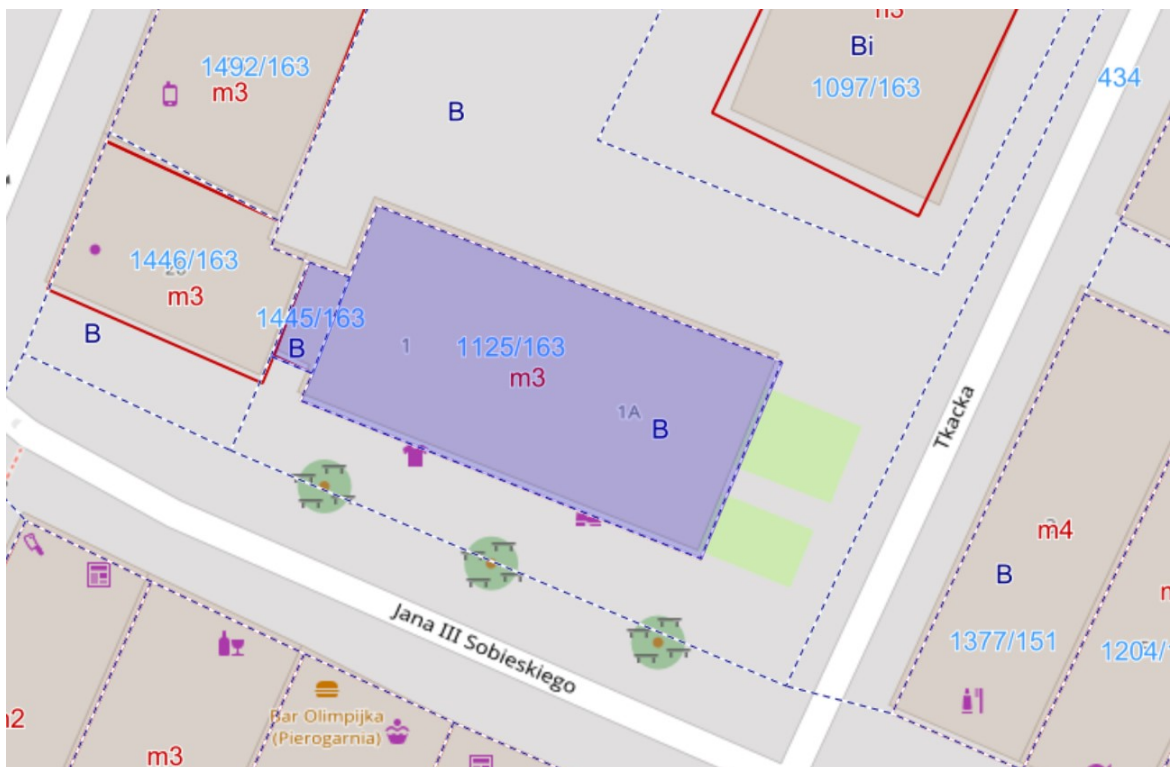 n3
Bi
1492/163
m3
1097/163
434
B
1446/163
m3
1445/163
B
B
1
1125/163
m3
1A
B
Tkacka
m4
B
1377/151
1204/
Jana III Sobieskiego
Bar Olimpijka
(Pierogarnia)
m3